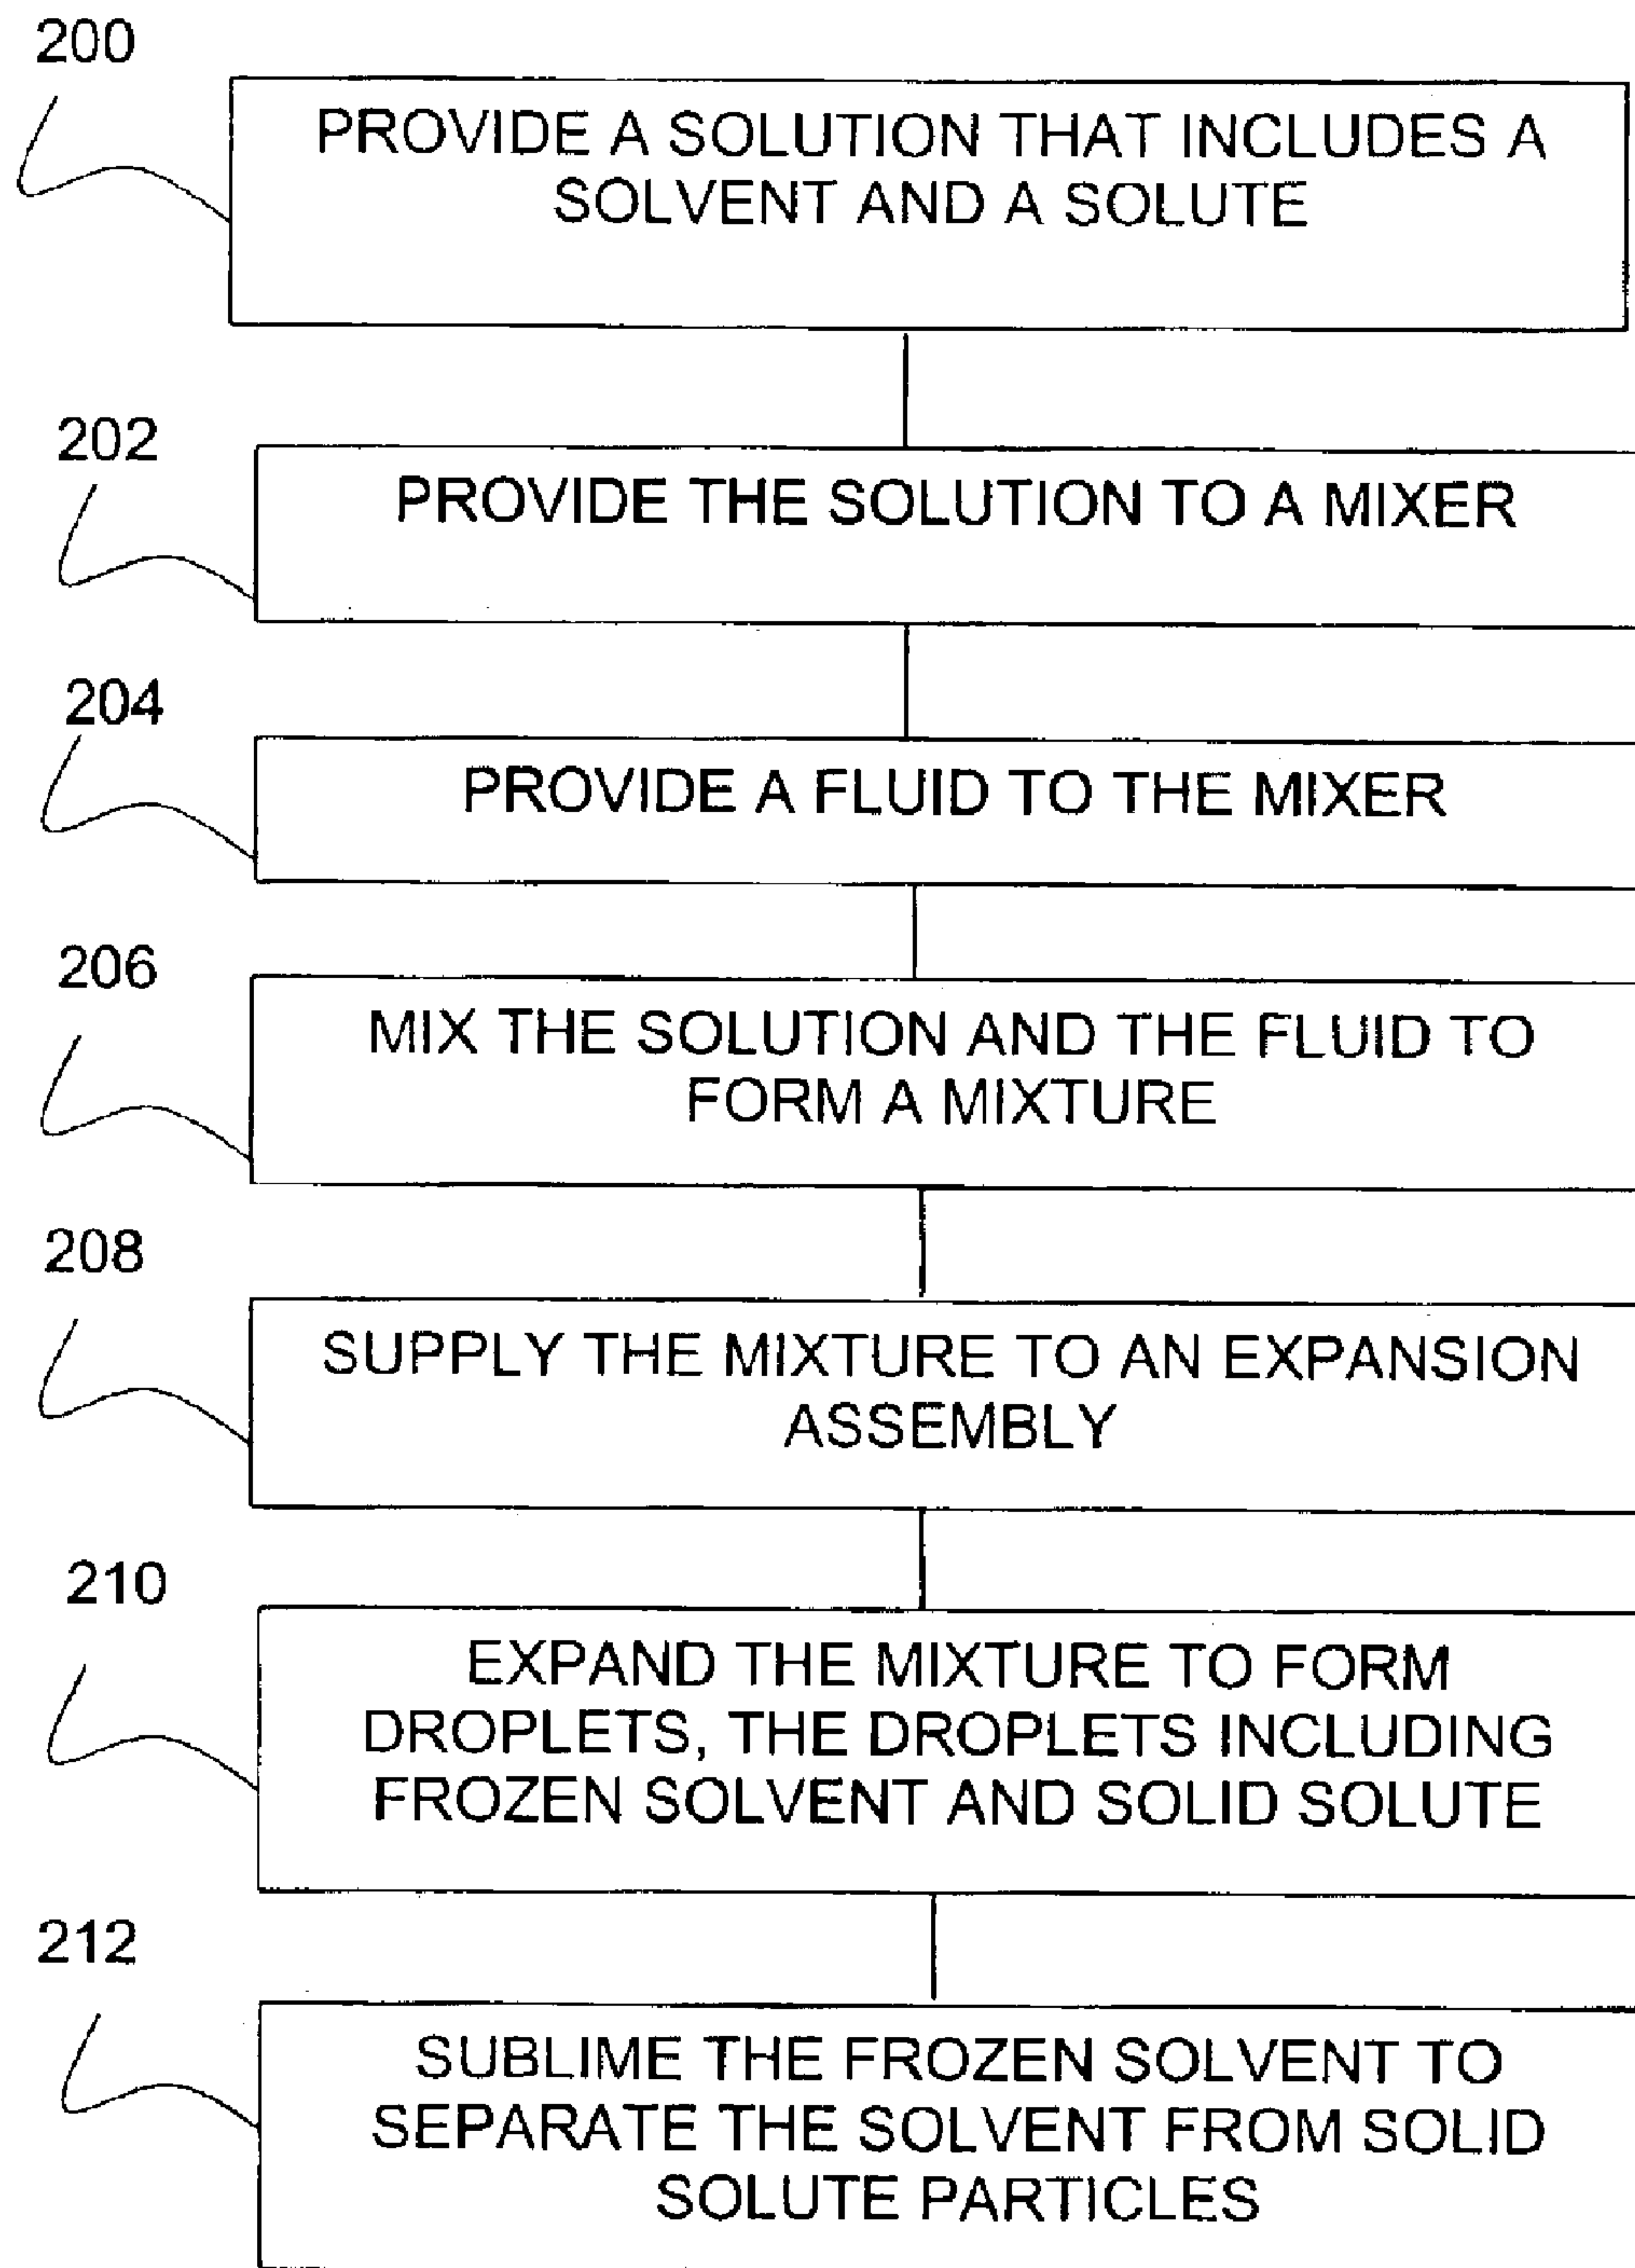 200
PROVIDE A SOLUTION THAT INCLUDES A
SOLVENT AND A SOLUTE
202
PROVIDE THE SOLUTION TO A MIXER
204
PROVIDE A FLUID TO THE MIXER
206
MIX THE SOLUTION AND THE FLUID TO
FORM A MIXTURE
208
SUPPLY THE MIXTURE TO AN EXPANSION
ASSEMBLY
210
EXPAND THE MIXTURE TO FORM
DROPLETS, THE DROPLETS INCLUDING
FROZEN SOLVENT AND SOLID SOLUTE
212
SUBLIME THE FROZEN SOLVENT TO
SEPARATE THE SOLVENT FROM SOLID
SOLUTE PARTICLES